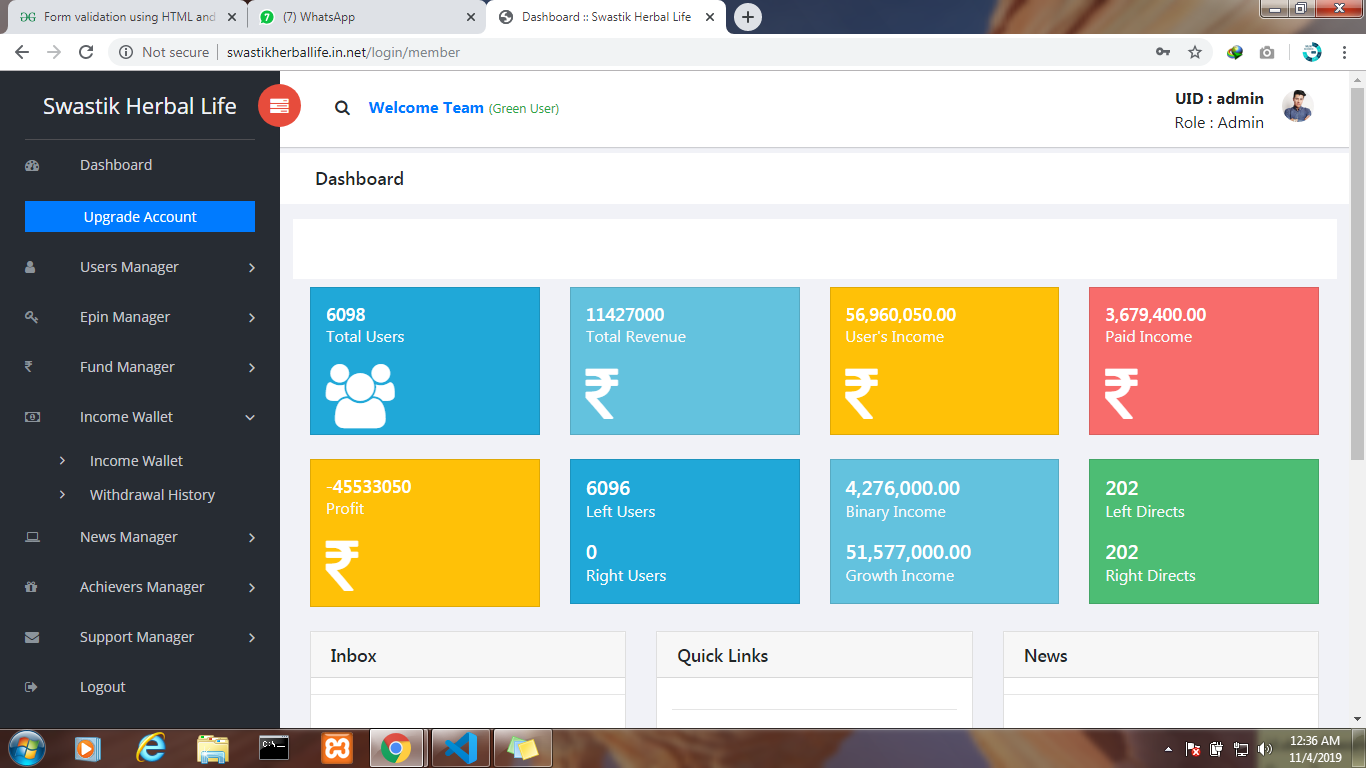 Form validation using HTML and
(7) WhatsApp
Dashboard :: Swastik Herbal Life
Not secure
swastikherballife.in.net/login/member
Swastik Herbal Life
Welcome Team (Green User)
UID : admin
Role : Admin
Dashboard
Upgrade Account
Users Manager
Epin Manager
Fund Manager
Income Wallet
Income Wallet
Withdrawal History
News Manager
Achievers Manager
Support Manager
Logout
Dashboard
6098
Total Users
11427000
Total Revenue
56,960,050.00
User's Income
3,679,400.00
Paid Income
-45533050
Profit
6096
Left Users
0
Right Users
4,276,000.00
Binary Income
51,577,000.00
Growth Income
202
Left Directs
202
Right Directs
Inbox
Quick Links
News
12:36 AM
11/4/2019